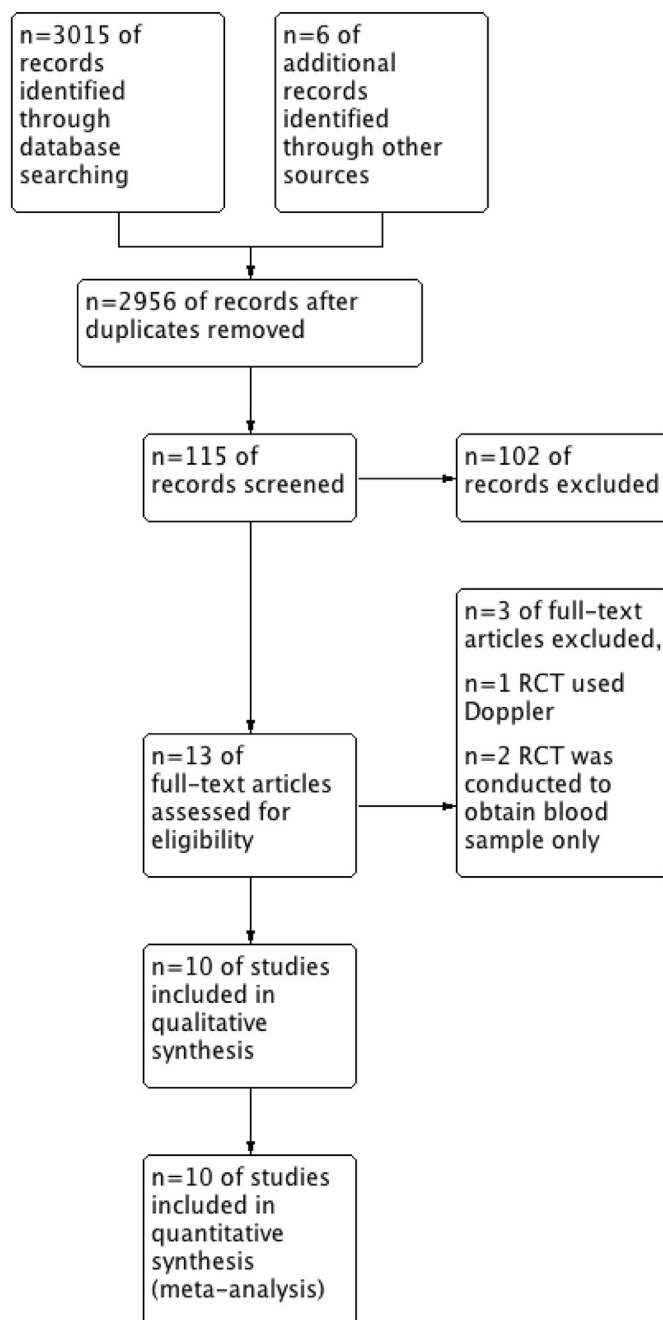 n=3015 of
records
identified
through
database
searching
n=6 of
additional
records
identified
through other
sources
n=2956 of records after
duplicates removed
n=115 of
records screened
n=102 of
records excluded
n=3 of full-text
articles excluded,
n=1 RCT used
Doppler
n=2 RCT was
conducted to
obtain blood
sample only
n=13 of
full-text articles
assessed for
eligibility
n=10 of studies
included in
qualitative
synthesis
n=10 of studies
included in
quantitative
synthesis
(meta-analysis)